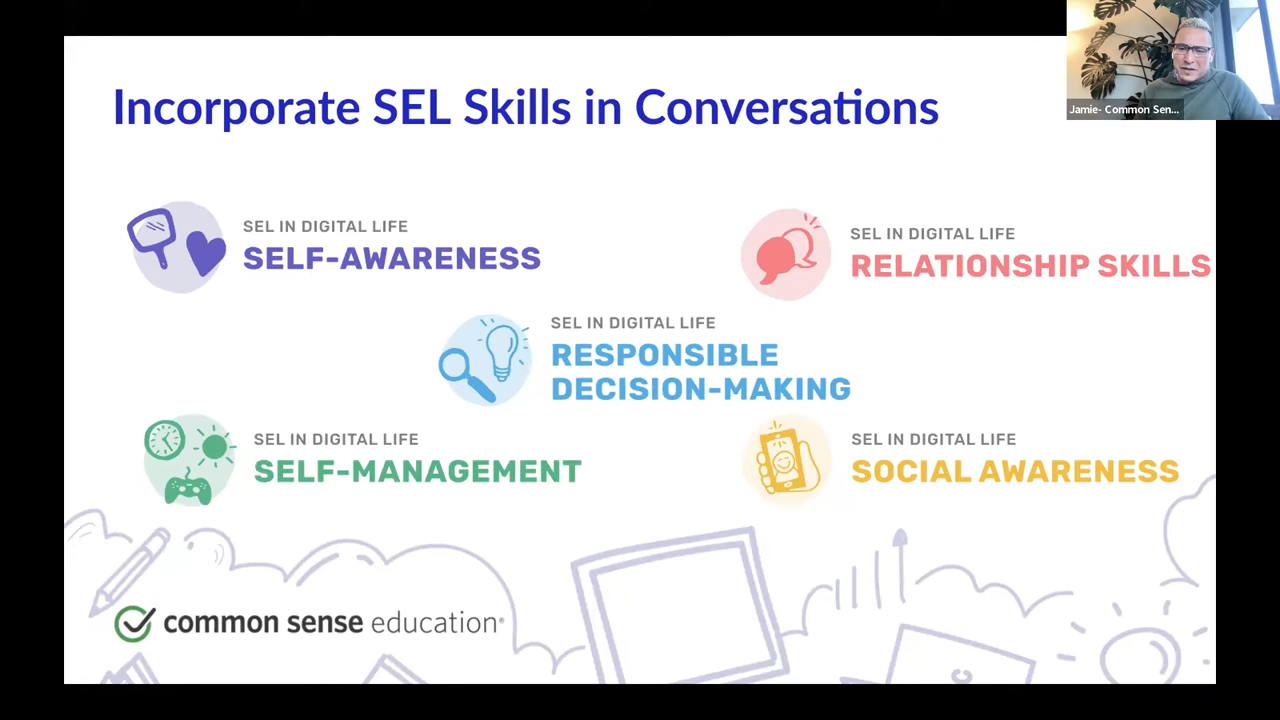 Incorporate SEL Skills in Conversations
Jamie- Common Sen...
SEL IN DIGITAL LIFE
SELF-AWARENESS
SEL IN DIGITAL LIFE
RELATIONSHIP SKILLS
SEL IN DIGITAL LIFE
RESPONSIBLE
DECISION-MAKING
SEL IN DIGITAL LIFE
SELF-MANAGEMENT
SEL IN DIGITAL LIFE
SOCIAL AWARENESS
common sense education®